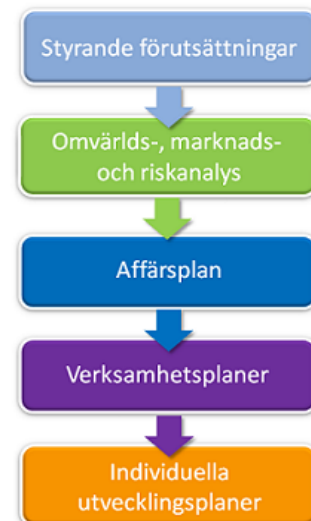 Styrande förutsättningar
Omvärlds-, marknads-
och riskanalys
Affärsplan
Verksamhetsplaner
Individuella
utvecklingsplaner